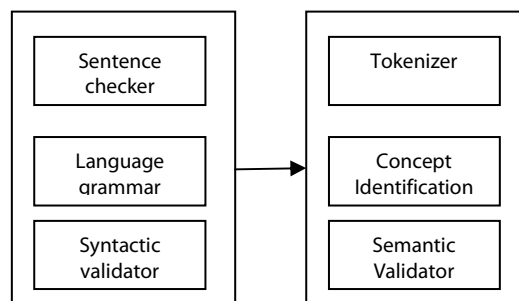 Sentence
checker
Language
grammar
Syntactic
validator
Tokenizer
Concept
Identification
Semantic
Validator